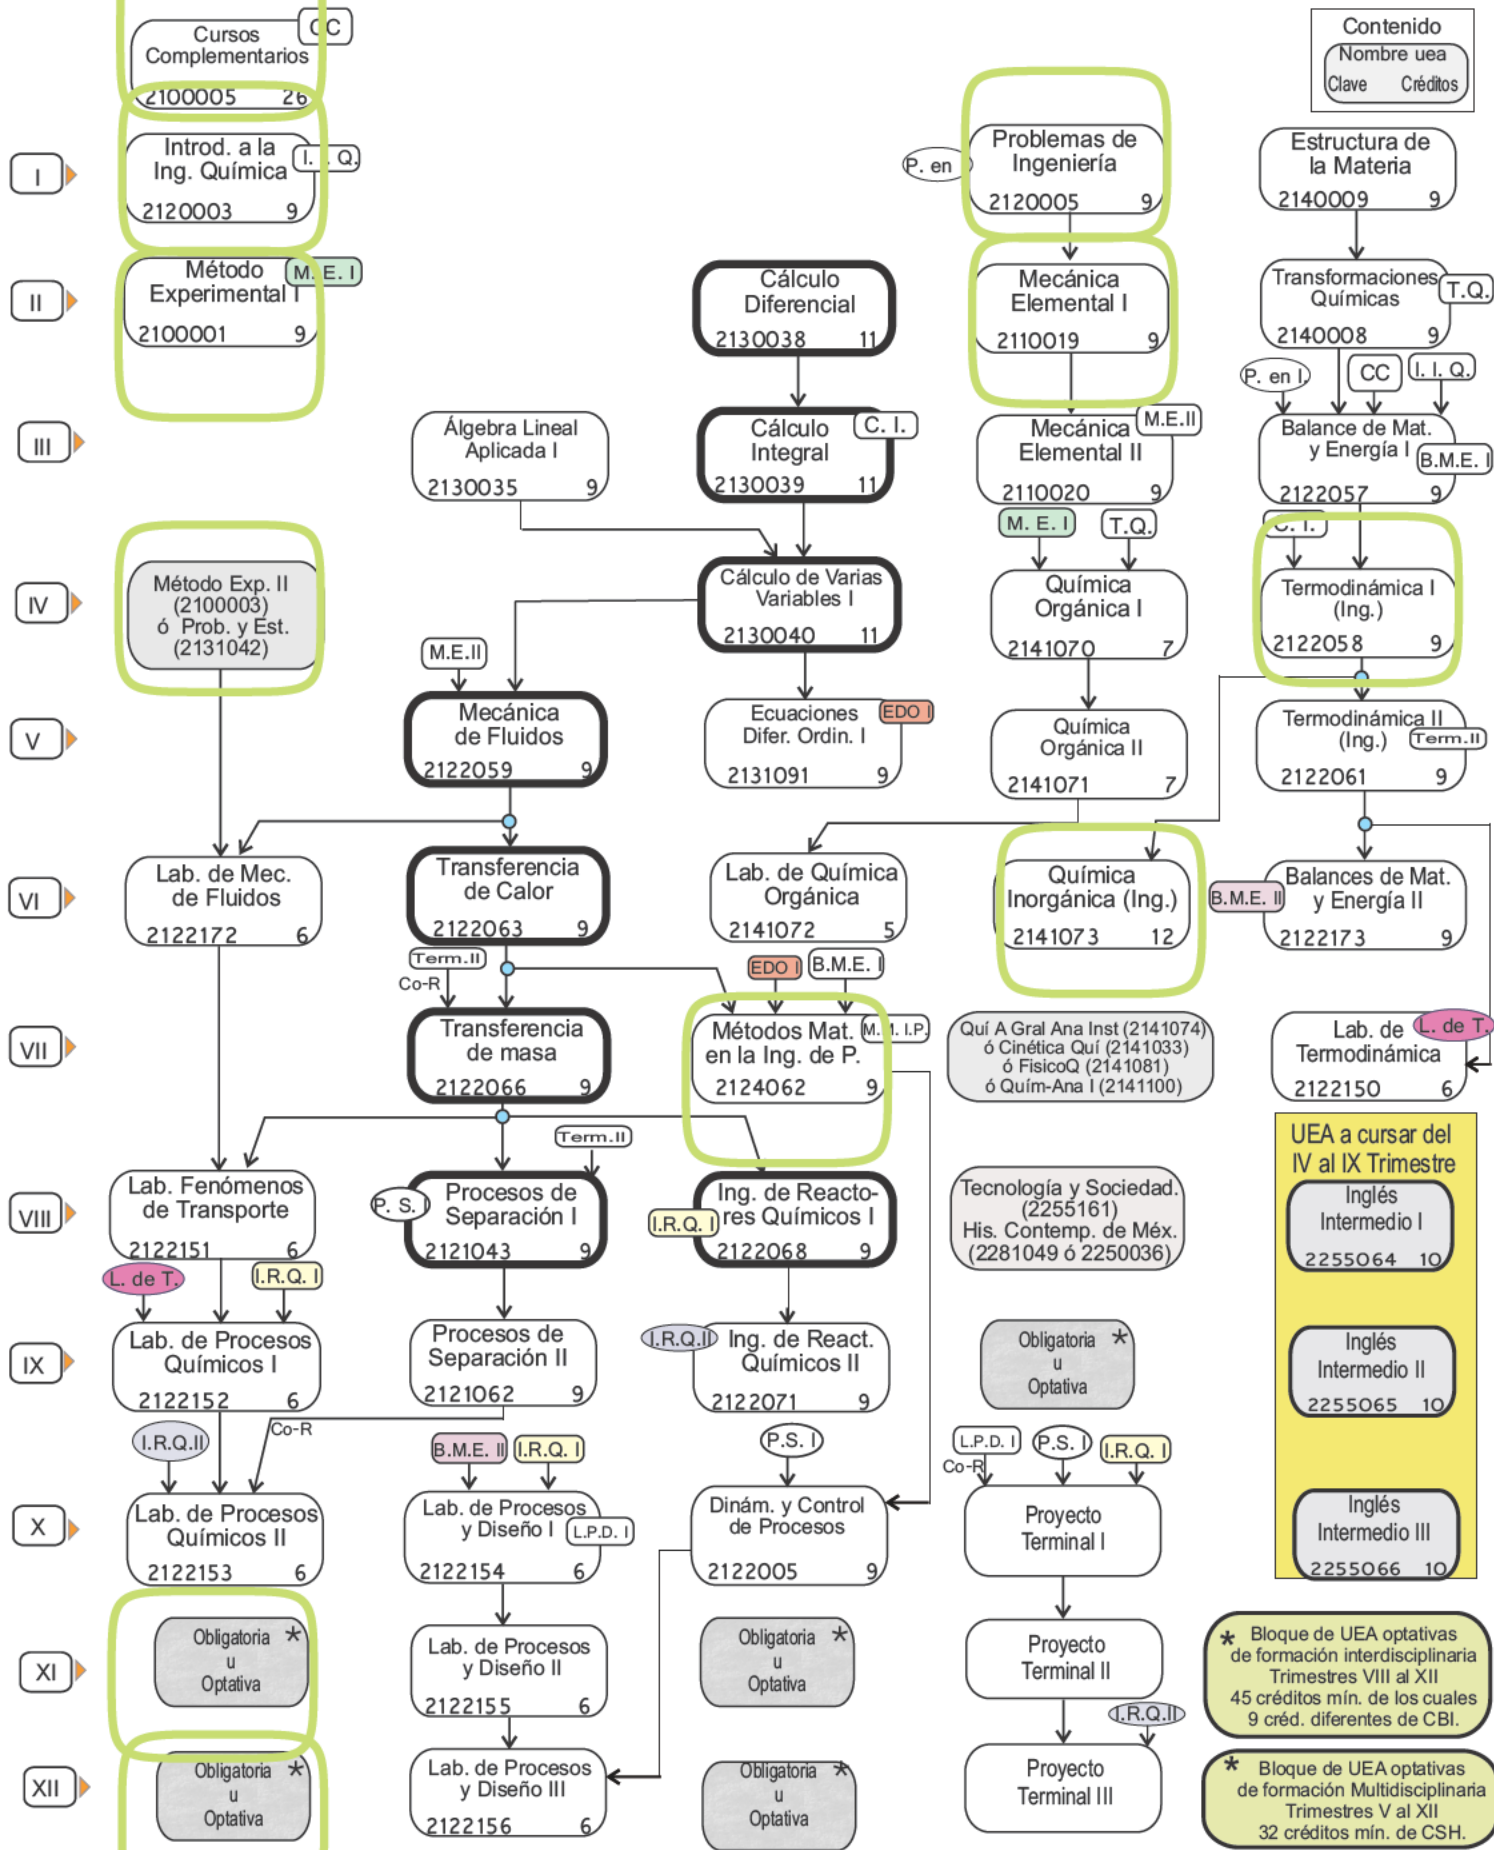 Cursos
Complementarios
CC
2100005 26
Contenido
Nombre uea
Clave Créditos
I
Introd. a la
Ing. Química
I. I. Q.
2120003 9
P. en
Problemas de
Ingeniería
2120005 9
Estructura de
la Materia
2140009 9
II
Método
Experimental I
M. E. I
2100001 9
Cálculo
Diferencial
2130038 11
Mecánica
Elemental I
2110019 9
Transformaciones
Químicas
T.Q.
2140008 9
P. en I.
CC
I. I. Q.
III
Álgebra Lineal
Aplicada I
2130035 9
Cálculo
Integral
C. I.
2130039 11
Mecánica
Elemental II
M.E.II
2110020 9
Balance de Mat.
y Energía I
B.M.E. I
2122057 9
M. E. I
T.Q.
C. I.
IV
Método Exp. II
(2100003)
ó Prob. y Est.
(2131042)
Cálculo de Varias
Variables I
2130040 11
Química
Orgánica I
2141070 7
Termodinámica I
(Ing.)
2122058 9
M.E.II
V
Mecánica
de Fluidos
2122059 9
Ecuaciones
Difer. Ordin. I
EDO I
2131091 9
Química
Orgánica II
2141071 7
Termodinámica II
(Ing.)
Term.II
2122061 9
VI
Lab. de Mec.
de Fluidos
2122172 6
Transferencia
de Calor
2122063 9
Lab. de Química
Orgánica
2141072 5
Química
Inorgánica (Ing.)
2141073 12
B.M.E. II
Balances de Mat.
y Energía II
2122173 9
Term.II
Co-R
EDO I
B.M.E. I
VII
Transferencia
de masa
2122066 9
Métodos Mat.
en la Ing. de P.
M.M. I.P.
2124062 9
Quí A Gral Ana Inst (2141074)
ó Cinética Quí (2141033)
ó FisicoQ (2141081)
ó Quím-Ana I (2141100)
Lab. de
Termodinámica
L. de T.
2122150 6
Term.II
UEA a cursar del
IV al IX Trimestre
VIII
Lab. Fenómenos
de Transporte
2122151 6
P. S. I
Procesos de
Separación I
2121043 9
I.R.Q. I
Ing. de Reacto-
res Químicos I
2122068 9
Tecnología y Sociedad.
(2255161)
His. Contemp. de Méx.
(2281049 ó 2250036)
Inglés
Intermedio I
2255064 10
L. de T.
I.R.Q. I
IX
Lab. de Procesos
Químicos I
2122152 6
Procesos de
Separación II
2121062 9
I.R.Q.II
Ing. de React.
Químicos II
2122071 9
Obligatoria *
u
Optativa
Inglés
Intermedio II
2255065 10
I.R.Q.II
Co-R
B.M.E. II
I.R.Q. I
P.S. I
L.P.D. I
Co-R
P.S. I
I.R.Q. I
X
Lab. de Procesos
Químicos II
2122153 6
Lab. de Procesos
y Diseño I
L.P.D. I
2122154 6
Dinám. y Control
de Procesos
2122005 9
Proyecto
Terminal I
Inglés
Intermedio III
2255066 10
XI
Obligatoria *
u
Optativa
Lab. de Procesos
y Diseño II
2122155 6
Obligatoria *
u
Optativa
Proyecto
Terminal II
I.R.Q.II
* Bloque de UEA optativas
de formación interdisciplinaria
Trimestres VIII al XII
45 créditos mín. de los cuales
9 créd. diferentes de CBI.
XII
Obligatoria *
u
Optativa
Lab. de Procesos
y Diseño III
2122156 6
Obligatoria *
u
Optativa
Proyecto
Terminal III
* Bloque de UEA optativas
de formación Multidisciplinaria
Trimestres V al XII
32 créditos mín. de CSH.